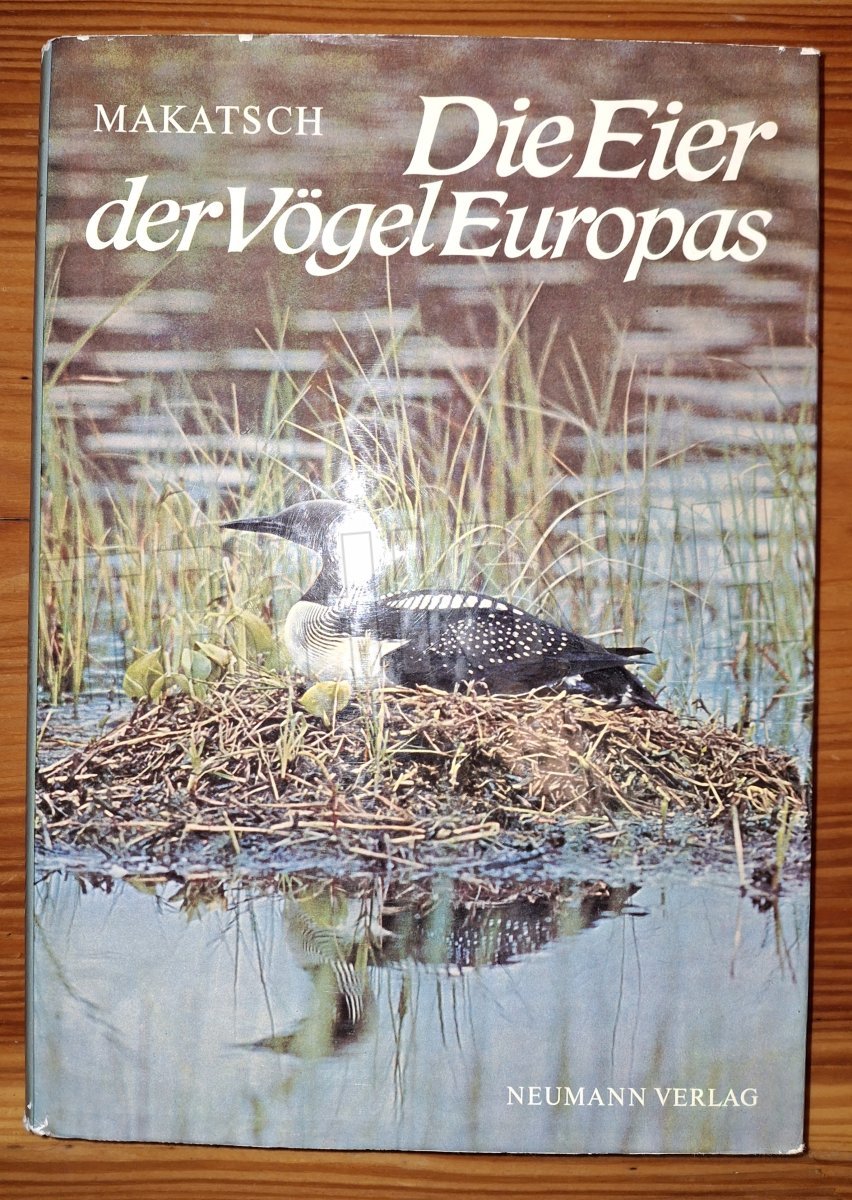 MAKATSCH
Die Eier
der Vögel Europas
NEUMANN VERLAG